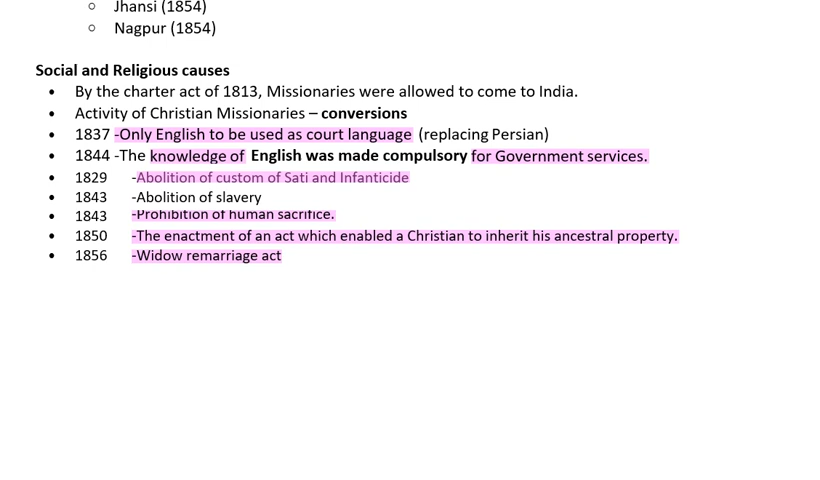 ○ Jhansi (1854)
○ Nagpur (1854)
Social and Religious causes
• By the charter act of 1813, Missionaries were allowed to come to India.
• Activity of Christian Missionaries – conversions
• 1837 -Only English to be used as court language (replacing Persian)
• 1844 -The knowledge of English was made compulsory for Government services.
• 1829 -Abolition of custom of Sati and Infanticide
• 1843 -Abolition of slavery
• 1843 -Prohibition of human sacrifice.
• 1850 -The enactment of an act which enabled a Christian to inherit his ancestral property.
• 1856 -Widow remarriage act